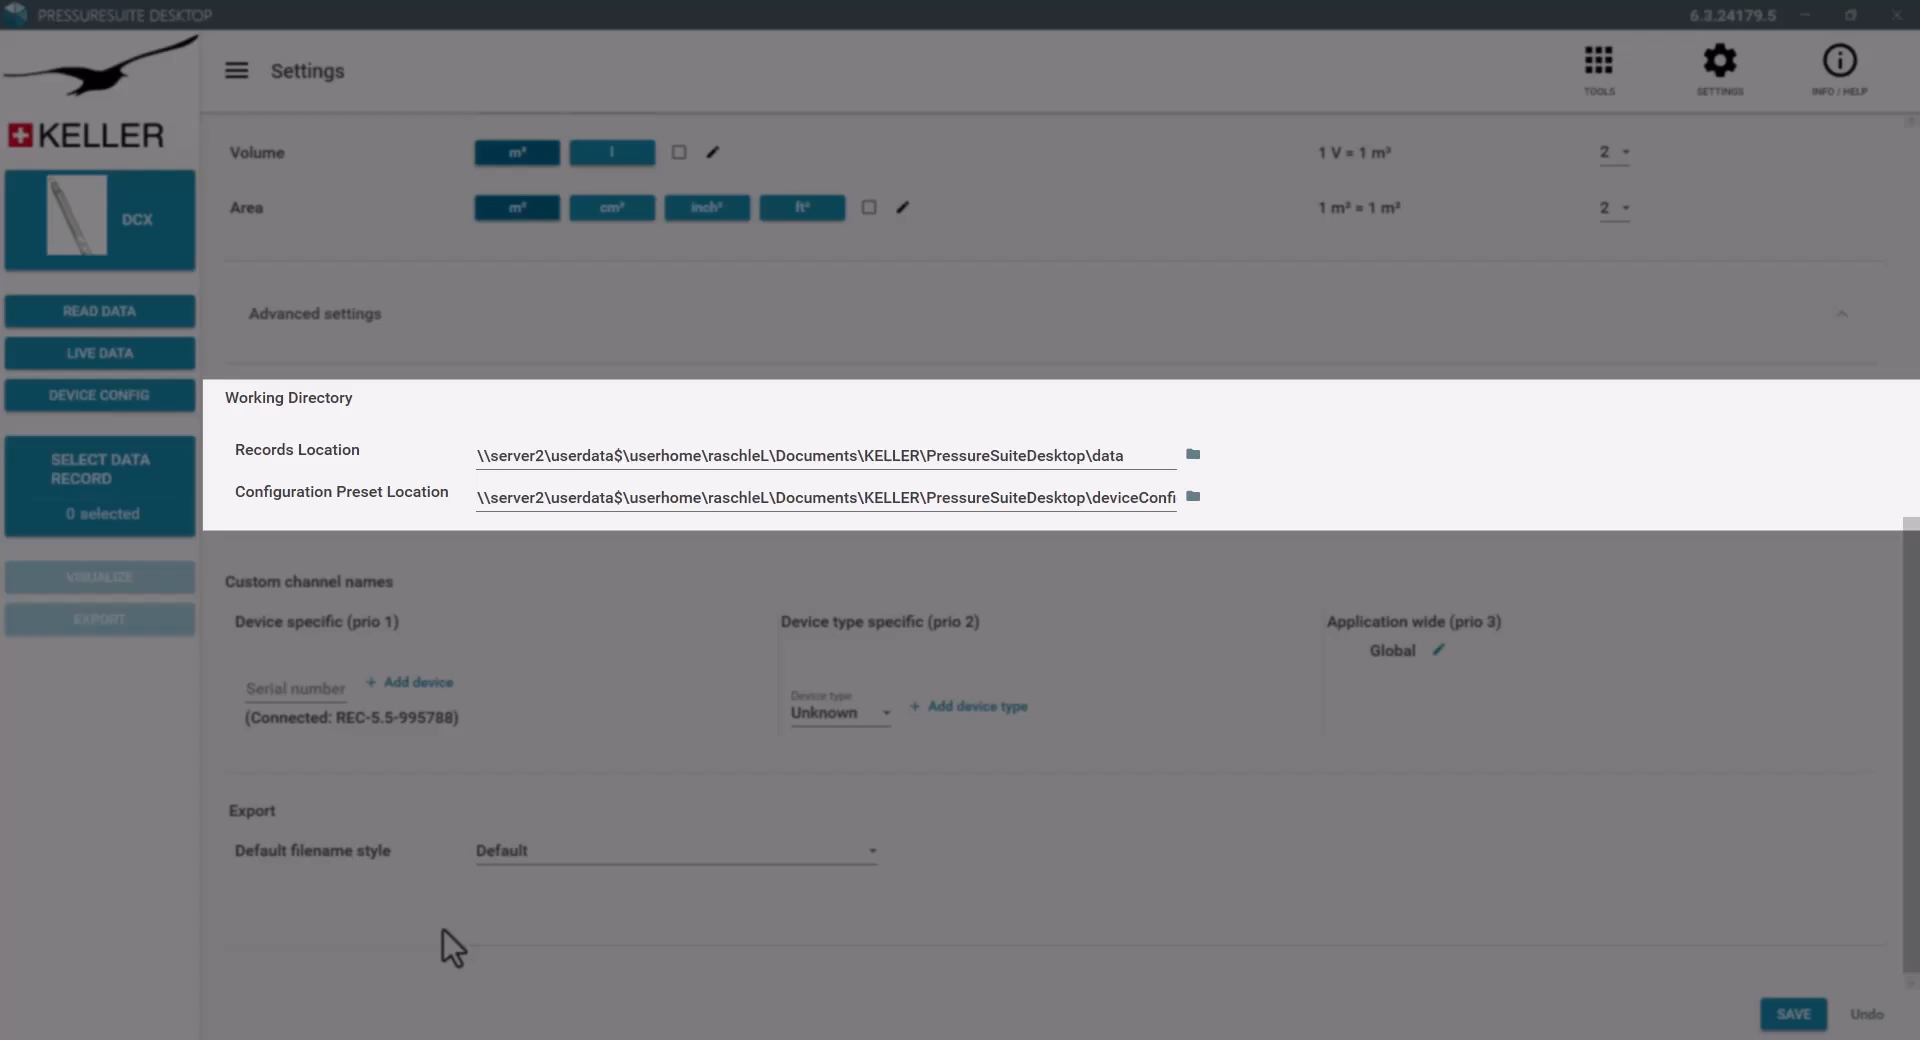 PRESSURESUITE DESKTOP
6.3.24179.5
KELLER
Settings
TOOLS
SETTINGS
INFO / HELP
DCX
READ DATA
LIVE DATA
DEVICE CONFIG
SELECT DATA
RECORD
0 selected
VISUALIZE
EXPORT
Volume
m³
l
1 V = 1 m³
2
Area
m²
cm²
inch²
ft²
1 m² = 1 m²
2
Advanced settings
Working Directory
Records Location
\\server2\userdata$\userhome\raschleL\Documents\KELLER\PressureSuiteDesktop\data
Configuration Preset Location
\\server2\userdata$\userhome\raschleL\Documents\KELLER\PressureSuiteDesktop\deviceConfi
Custom channel names
Device specific (prio 1)
Serial number
+ Add device
(Connected: REC-5.5-995788)
Device type specific (prio 2)
Device type
Unknown
+ Add device type
Application wide (prio 3)
Global
Export
Default filename style
Default
SAVE
Undo